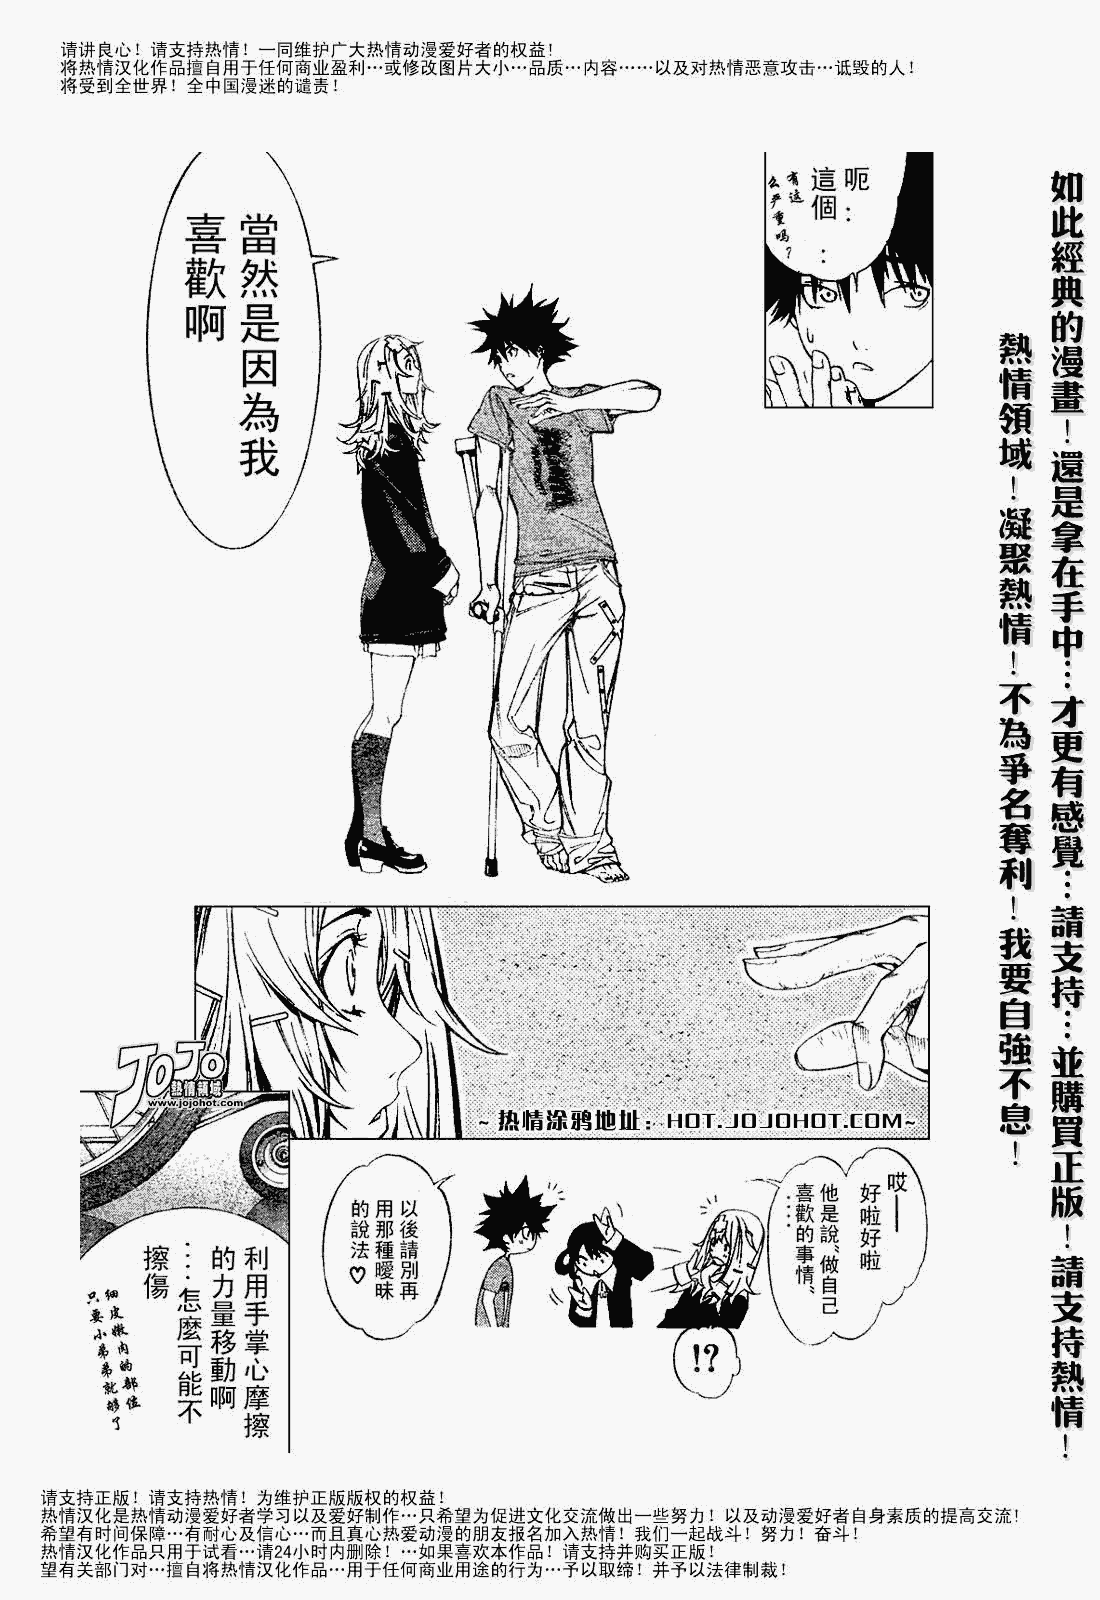 请讲良心！请支持热情！一同维护广大热情动漫爱好者的权益！
将热情汉化作品擅自用于任何商业盈利…或修改图片大小…品质…内容……以及对热情恶意攻击…诋毁的人！
将受到全世界！全中国漫迷的谴责！
如此經典的漫畫！還是拿在手中…才更有感覺…請支持…並購買正版！請支持熱情！
熱情領域！凝聚熱情！不為爭名奪利！我要自強不息！
呃…
這個…
有这
么严重吗？
當然是因為我
喜歡啊
JOJO
熱情領域
www.jojohot.com
~热情涂鸦地址：HOT.JOJOHOT.COM~
哎——
好啦好啦
他是說"做自己
喜歡的事情"
……
!?
以後請別再
用那種曖昧
的說法♡
利用手掌心摩擦
的力量移動啊
……怎麼可能不
擦傷
细皮嫩肉的部位
只要小弟弟就够了
请支持正版！请支持热情！为维护正版版权的权益！
热情汉化是热情动漫爱好者学习以及爱好制作…只希望为促进文化交流做出一些努力！以及动漫爱好者自身素质的提高交流！
希望有时间保障…有耐心及信心…而且真心热爱动漫的朋友报名加入热情！我们一起战斗！努力！奋斗！
热情汉化作品只用于试看…请24小时内删除！…如果喜欢本作品！请支持并购买正版！
望有关部门对…擅自将热情汉化作品…用于任何商业用途的行为…予以取缔！并予以法律制裁！